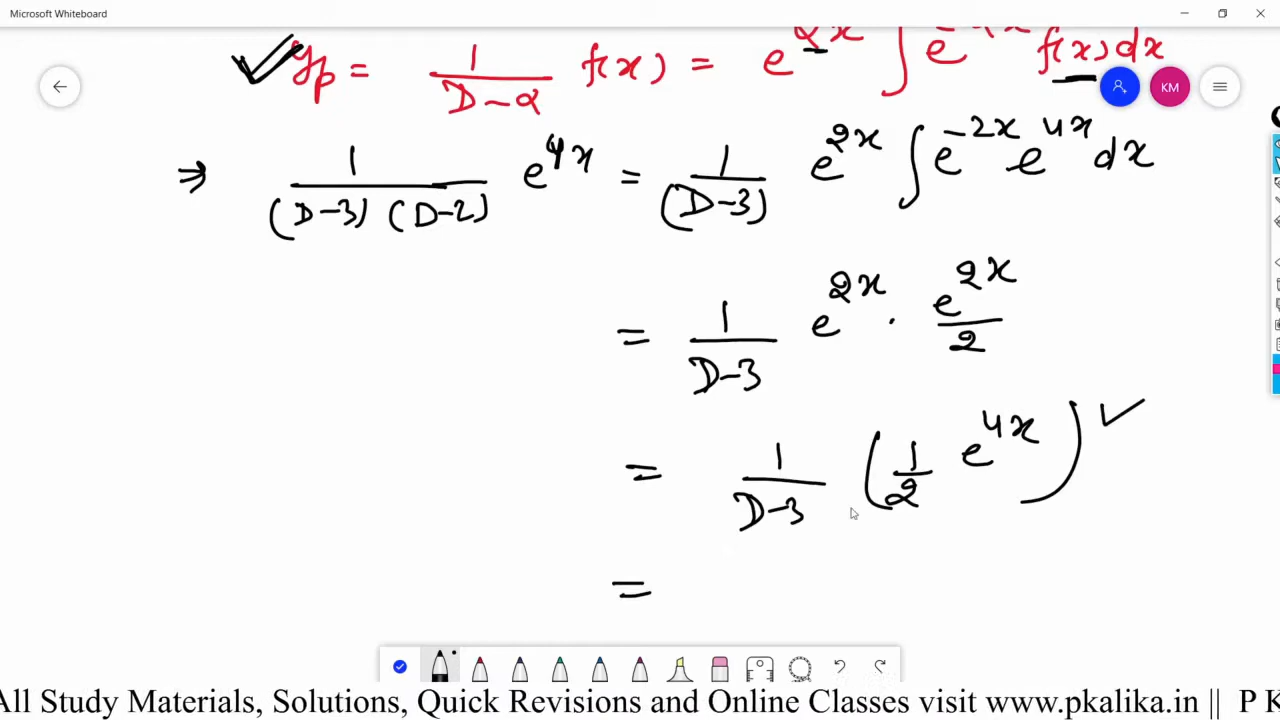 Microsoft Whiteboard
y_p = 1/(D-α) f(x) = e^{αx} ∫ e^{-αx} f(x) dx
KM
⇒ 1/((D-3)(D-2)) e^{4x} = 1/(D-3) e^{2x} ∫ e^{-2x} e^{4x} dx
= 1/(D-3) e^{2x} · e^{2x}/2
= 1/(D-3) (1/2 e^{4x}) ✓
=
All Study Materials, Solutions, Quick Revisions and Online Classes visit www.pkalika.in || P K